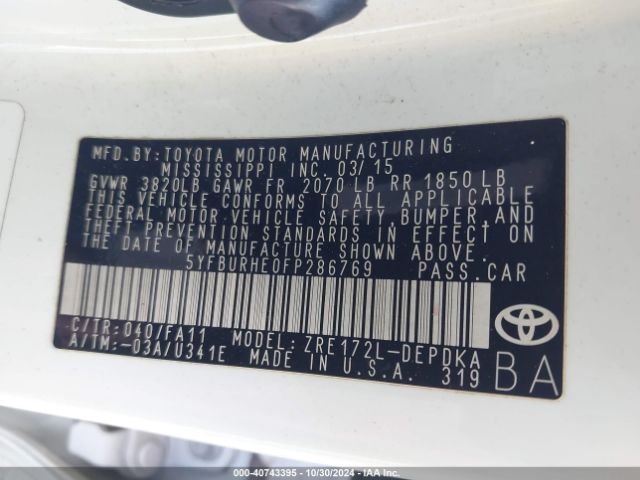 MFD.BY: TOYOTA MOTOR MANUFACTURING
MISSISSIPPI INC. 03/15
GVWR 3820LB GAWR FR 2070 LB RR 1850 LB
THIS VEHICLE CONFORMS TO ALL APPLICABLE
FEDERAL MOTOR VEHICLE SAFETY, BUMPER, AND
THEFT PREVENTION STANDARDS IN EFFECT ON
THE DATE OF MANUFACTURE SHOWN ABOVE.
5YFBURHE0FP286769 PASS.CAR
C/TR: 040/FA11 MODEL: ZRE172L-DEPDKA
A/TM: -03A/U341E MADE IN U.S.A. 319
BA
000-40743395 - 10/30/2024 - IAA Inc.